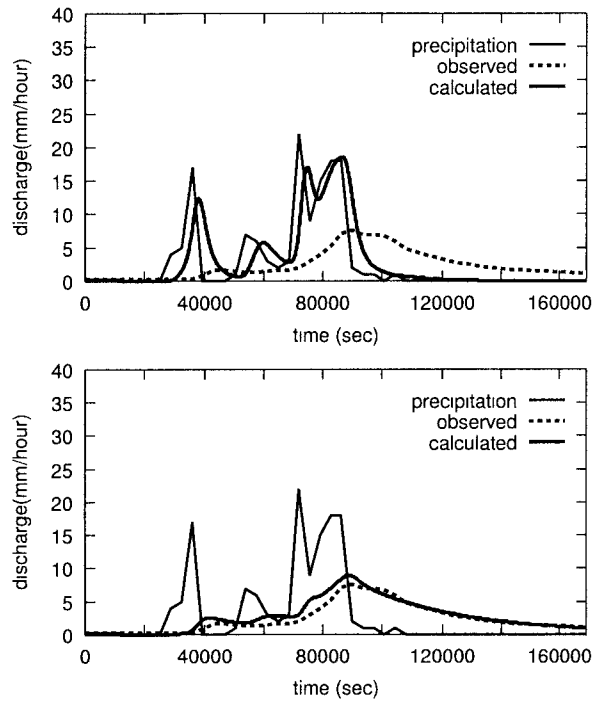 40
35
30
25
20
15
10
5
0
discharge(mm/hour)
precipitation
observed
calculated
0 40000 80000 120000 160000
time (sec)
40
35
30
25
20
15
10
5
0
discharge(mm/hour)
precipitation
observed
calculated
0 40000 80000 120000 160000
time (sec)